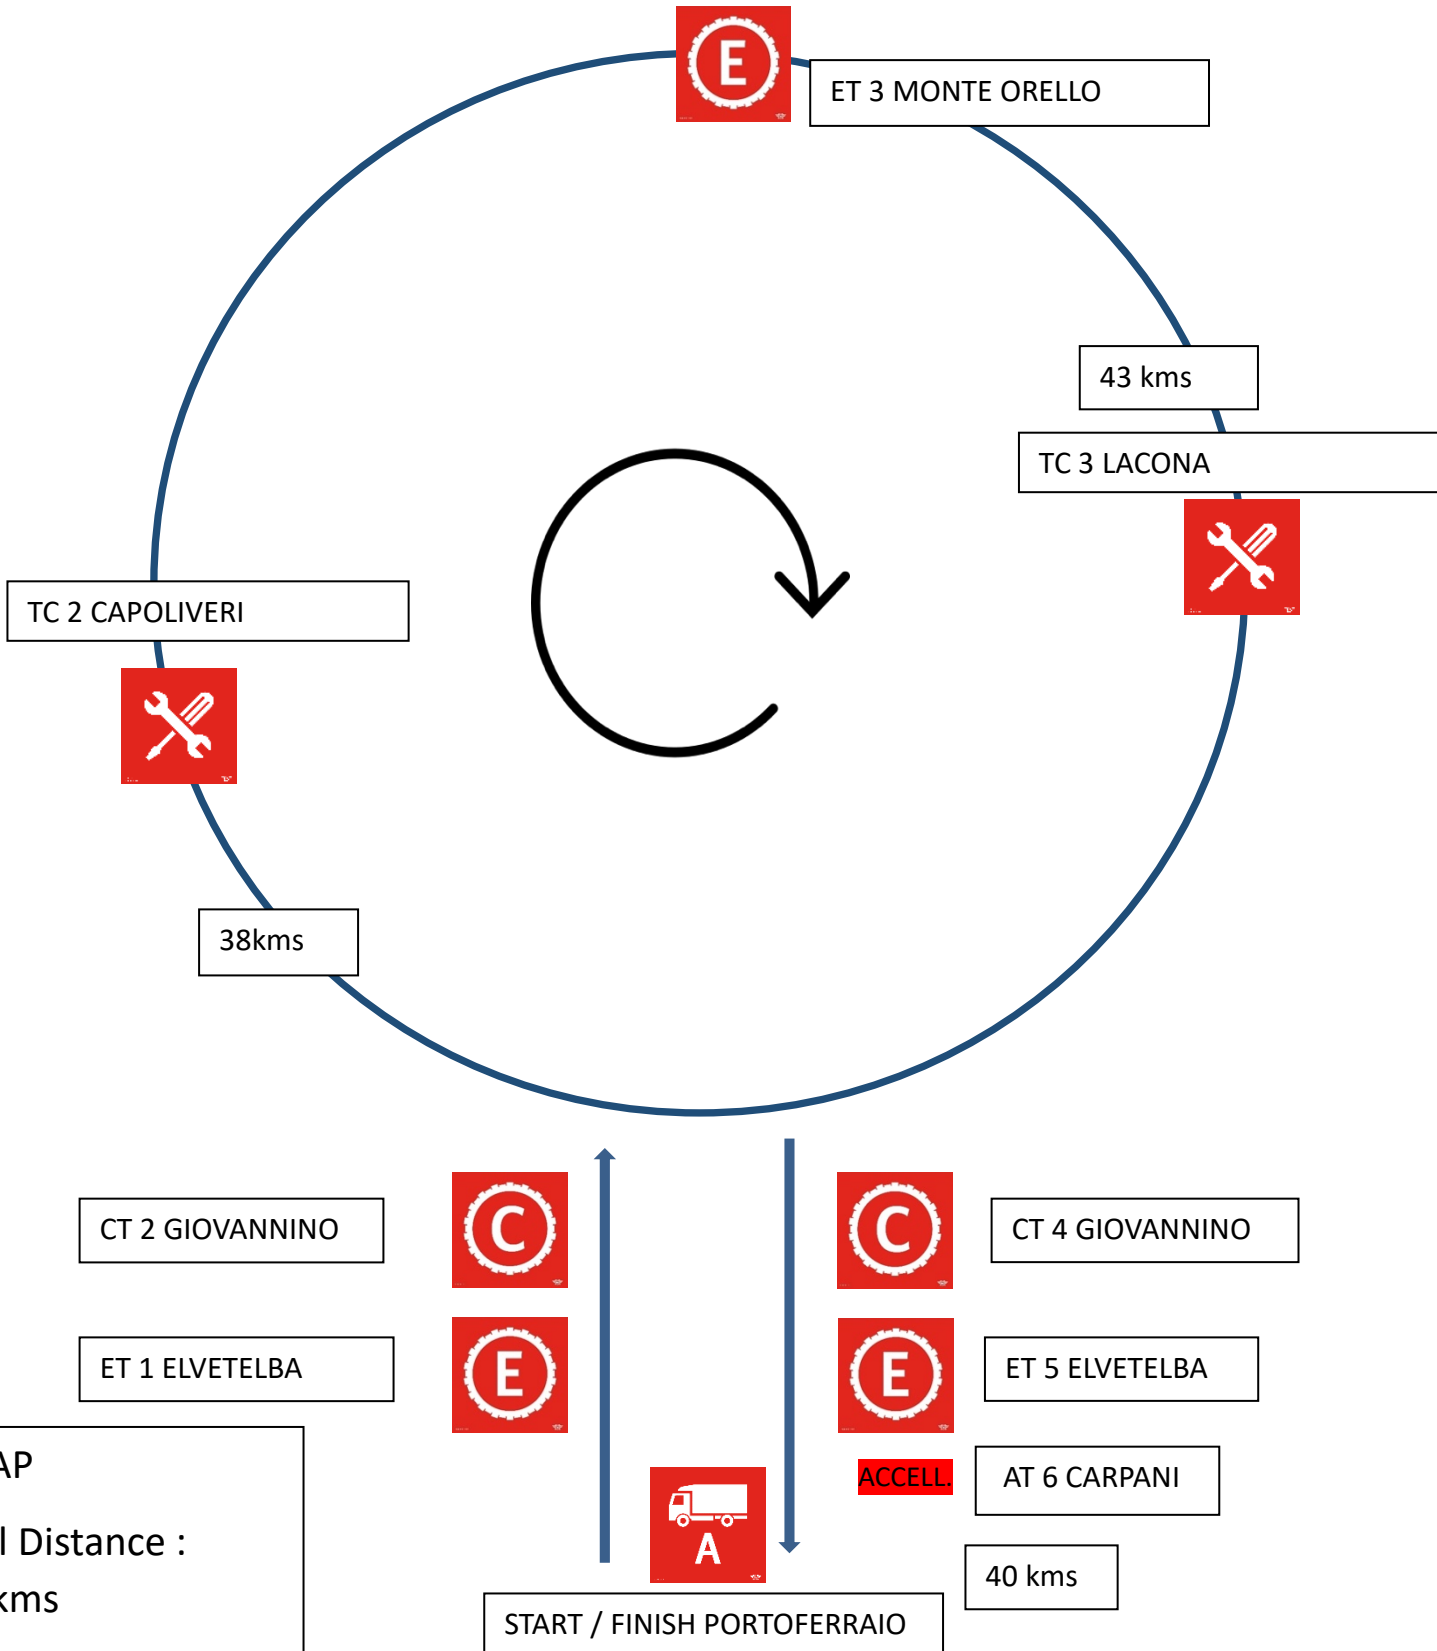 E
ET 3 MONTE ORELLO
43 kms
TC 3 LACONA
TC 2 CAPOLIVERI
38kms
CT 2 GIOVANNINO
C
C
CT 4 GIOVANNINO
ET 1 ELVETELBA
E
E
ET 5 ELVETELBA
ACCELL.
AT 6 CARPANI
A
40 kms
START / FINISH PORTOFERRAIO
AP
l Distance :
kms